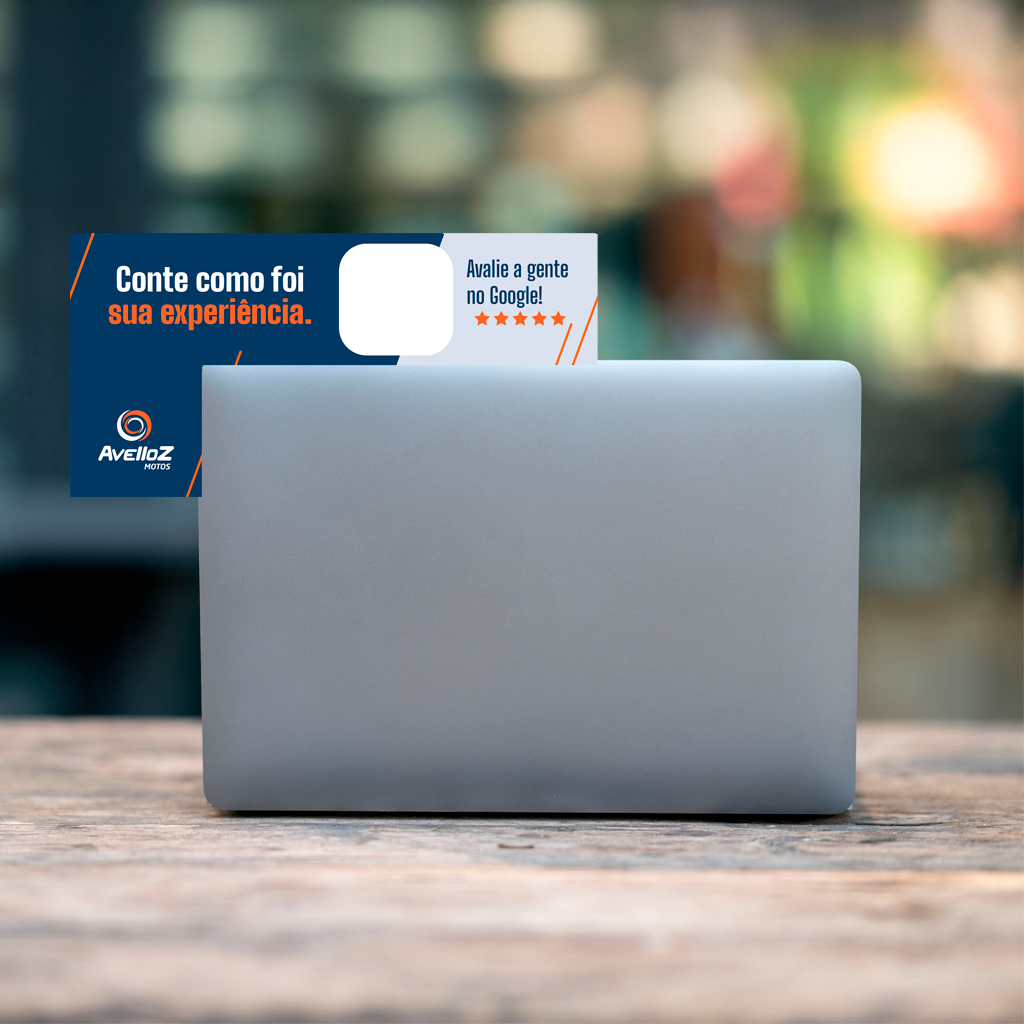 Conte como foi
sua experiência.
Avalie a gente
no Google!
AvelloZ
MOTOS